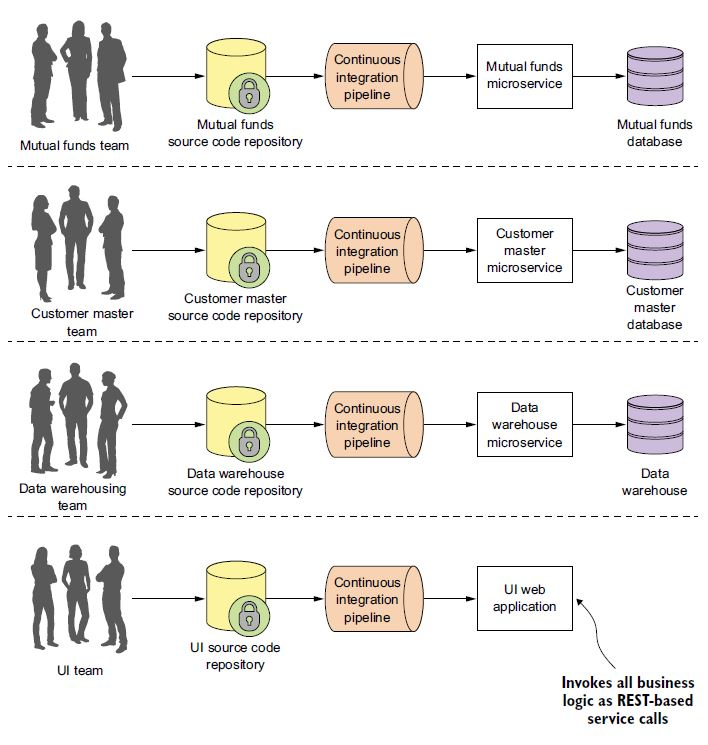 Mutual funds team
Mutual funds
source code repository
Continuous
integration
pipeline
Mutual funds
microservice
Mutual funds
database
Customer master
team
Customer master
source code repository
Continuous
integration
pipeline
Customer
master
microservice
Customer
master
database
Data warehousing
team
Data warehouse
source code repository
Continuous
integration
pipeline
Data
warehouse
microservice
Data
warehouse
UI team
UI source code
repository
Continuous
integration
pipeline
UI web
application
Invokes all business
logic as REST-based
service calls